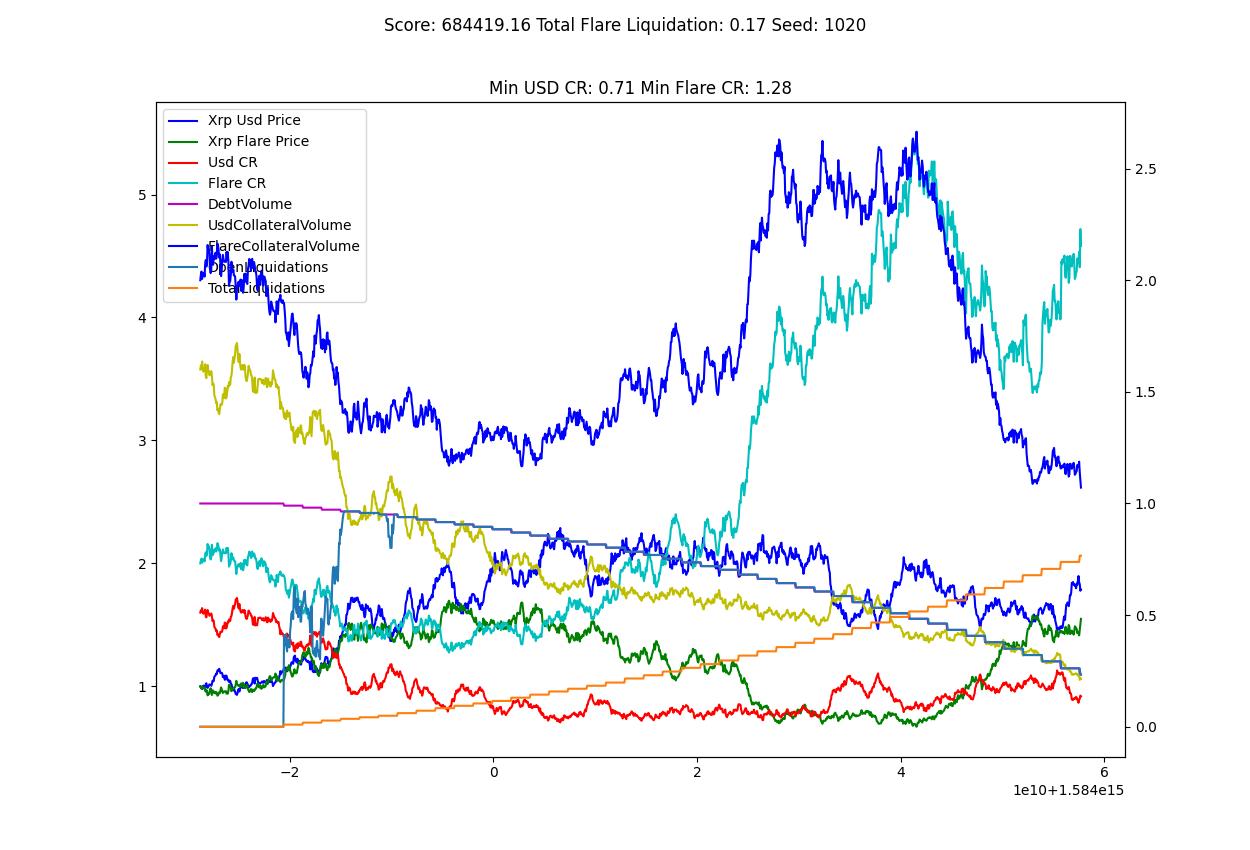 Score: 684419.16 Total Flare Liquidation: 0.17 Seed: 1020
Min USD CR: 0.71 Min Flare CR: 1.28
Xrp Usd Price
Xrp Flare Price
Usd CR
Flare CR
DebtVolume
UsdCollateralVolume
FlareCollateralVolume
OpenLiquidations
TotalLiquidations
5
4
3
2
1
2.5
2.0
1.5
1.0
0.5
0.0
−2 0 2 4 6
1e10+1.584e15